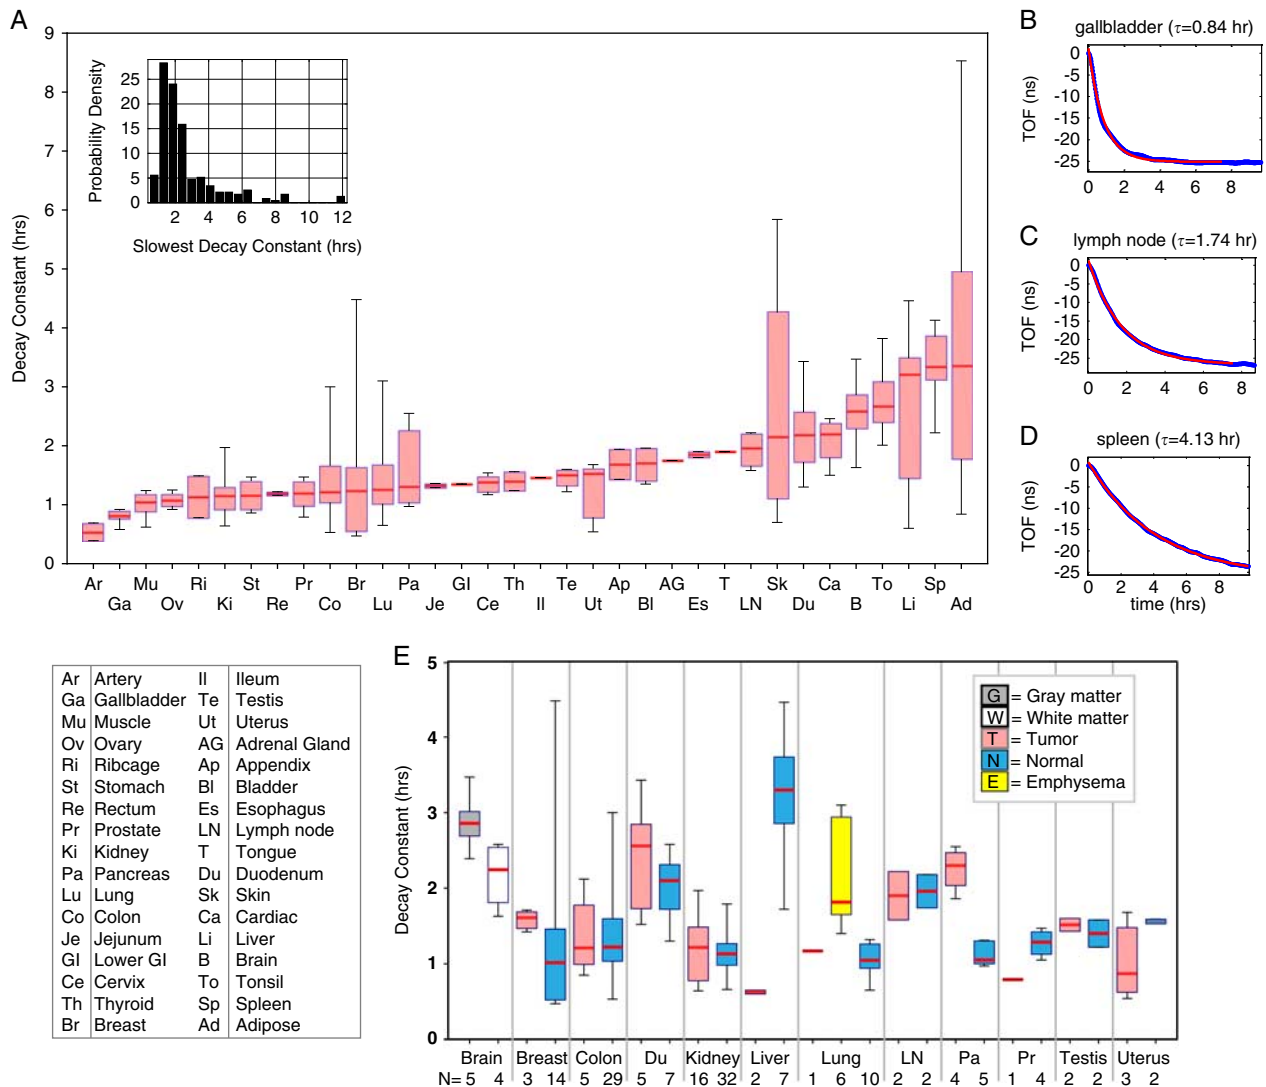 A
9
8
7
6
5
4
3
2
1
0
Decay Constant (hrs)
25
20
15
10
5
0
Probability Density
2 4 6 8 10 12
Slowest Decay Constant (hrs)
Ar Mu Ri St Pr Br Pa GI Th Te Ap AG T Sk Ca To Sp
Ga Ov Ki Re Co Lu Je Ce Il Ut Bl Es LN Du B Li Ad
B
gallbladder (τ=0.84 hr)
TOF (ns)
0
-5
-10
-15
-20
-25
0 2 4 6 8
C
lymph node (τ=1.74 hr)
TOF (ns)
0
-5
-10
-15
-20
-25
0 2 4 6 8
D
spleen (τ=4.13 hr)
TOF (ns)
0
-5
-10
-15
-20
-25
0 2 4 6 8
time (hrs)
Ar Artery Il Ileum
Ga Gallbladder Te Testis
Mu Muscle Ut Uterus
Ov Ovary AG Adrenal Gland
Ri Ribcage Ap Appendix
St Stomach Bl Bladder
Re Rectum Es Esophagus
Pr Prostate LN Lymph node
Ki Kidney T Tongue
Pa Pancreas Du Duodenum
Lu Lung Sk Skin
Co Colon Ca Cardiac
Je Jejunum Li Liver
GI Lower GI B Brain
Ce Cervix To Tonsil
Th Thyroid Sp Spleen
Br Breast Ad Adipose
E
5
4
3
2
1
0
Decay Constant (hrs)
G = Gray matter
W = White matter
T = Tumor
N = Normal
E = Emphysema
Brain Breast Colon Du Kidney Liver Lung LN Pa Pr Testis Uterus
N= 5 4 3 14 5 29 5 7 16 32 2 7 1 6 10 2 2 4 5 1 4 2 2 3 2